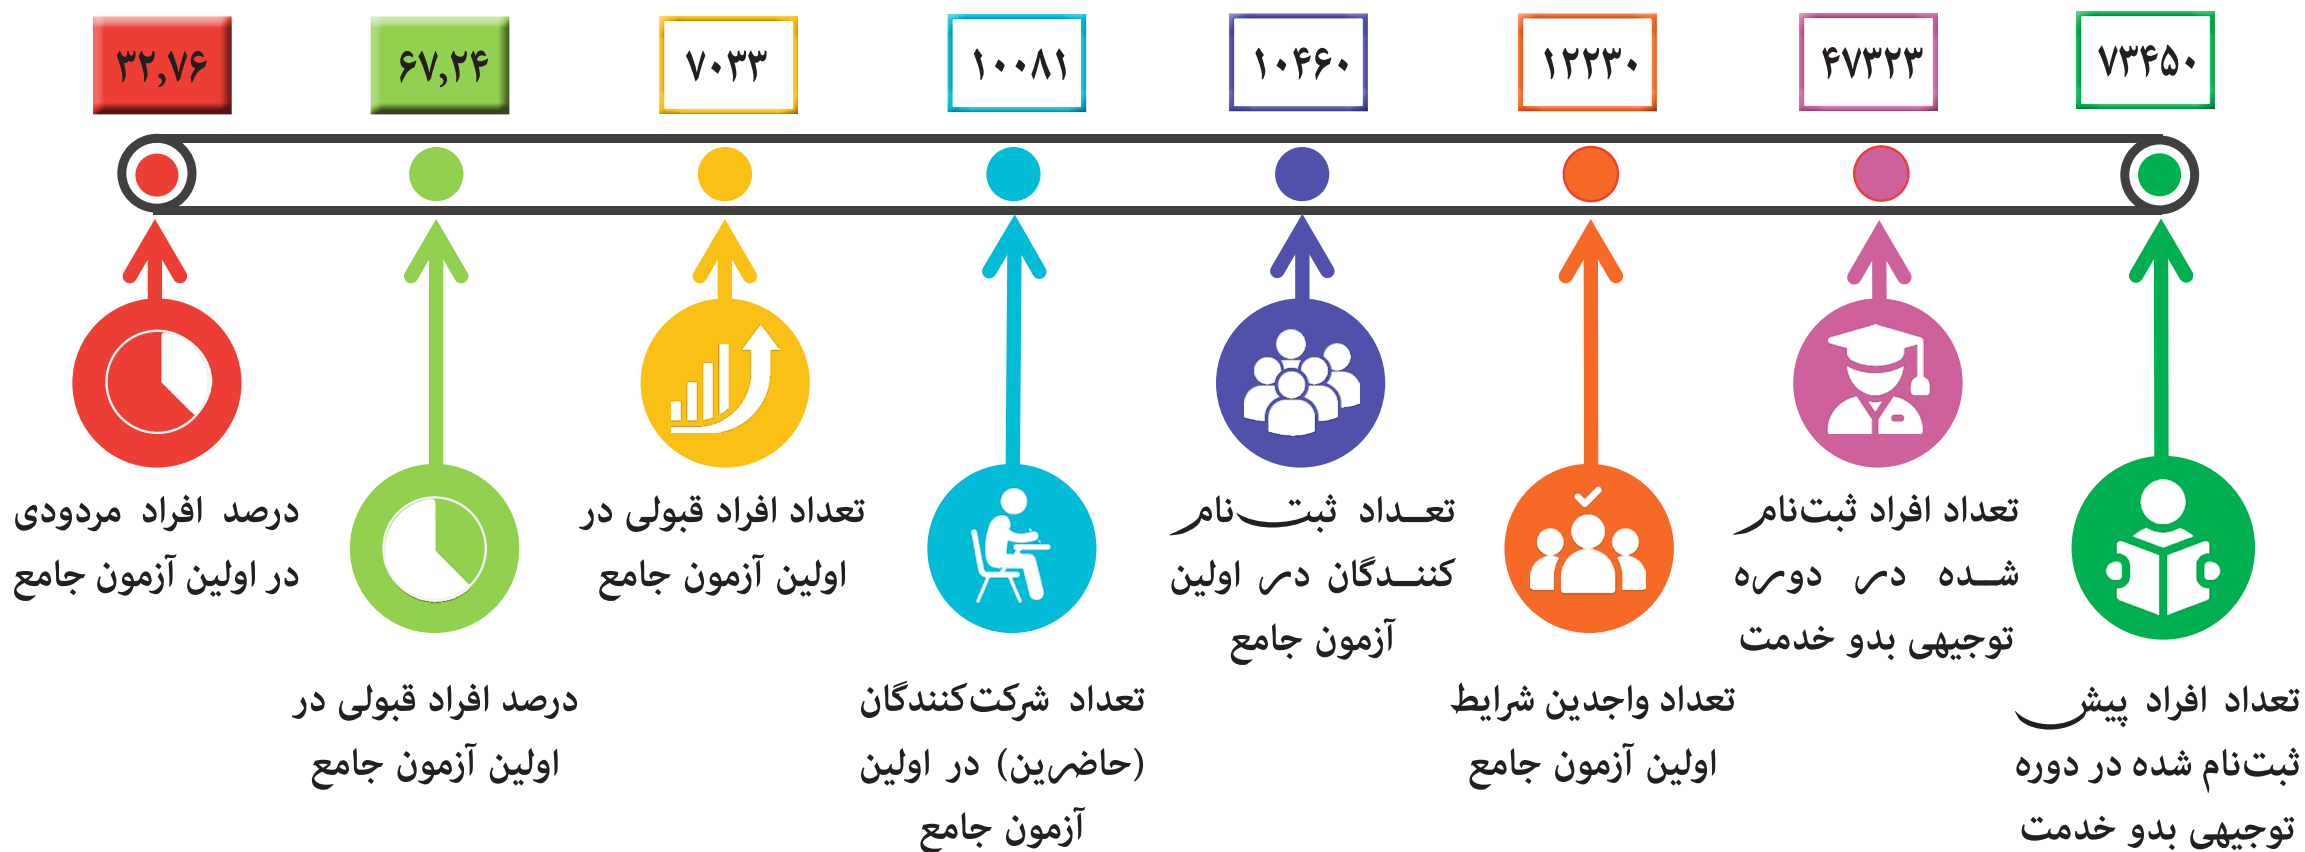 ۷۳۴۵۰
۴۷۳۲۳
۱۲۲۳۰
۱۰۴۶۰
۱۰۰۸۱
۷۰۳۳
۶۷,۲۴
۳۲,۷۶
تعداد افراد پیش
ثبت‌نام شده در دوره
توجیهی بدو خدمت
تعداد افراد ثبت‌نام
شده در دوره
توجیهی بدو خدمت
تعداد واجدین شرایط
اولین آزمون جامع
تعداد ثبت‌نام
کنندگان در اولین
آزمون جامع
تعداد شرکت‌کنندگان
(حاضرین) در اولین
آزمون جامع
تعداد افراد قبولی در
اولین آزمون جامع
درصد افراد قبولی در
اولین آزمون جامع
درصد افراد مردودی
در اولین آزمون جامع